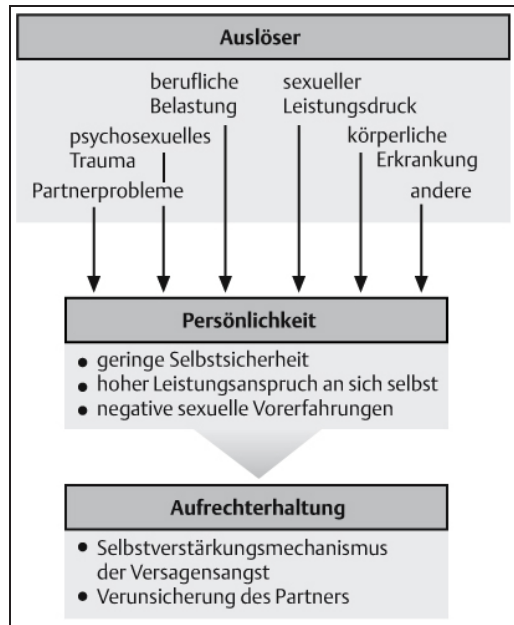 Auslöser
berufliche
Belastung
sexueller
Leistungsdruck
psychosexuelles
Trauma
körperliche
Erkrankung
Partnerprobleme
andere
Persönlichkeit
• geringe Selbstsicherheit
• hoher Leistungsanspruch an sich selbst
• negative sexuelle Vorerfahrungen
Aufrechterhaltung
• Selbstverstärkungsmechanismus
der Versagensangst
• Verunsicherung des Partners